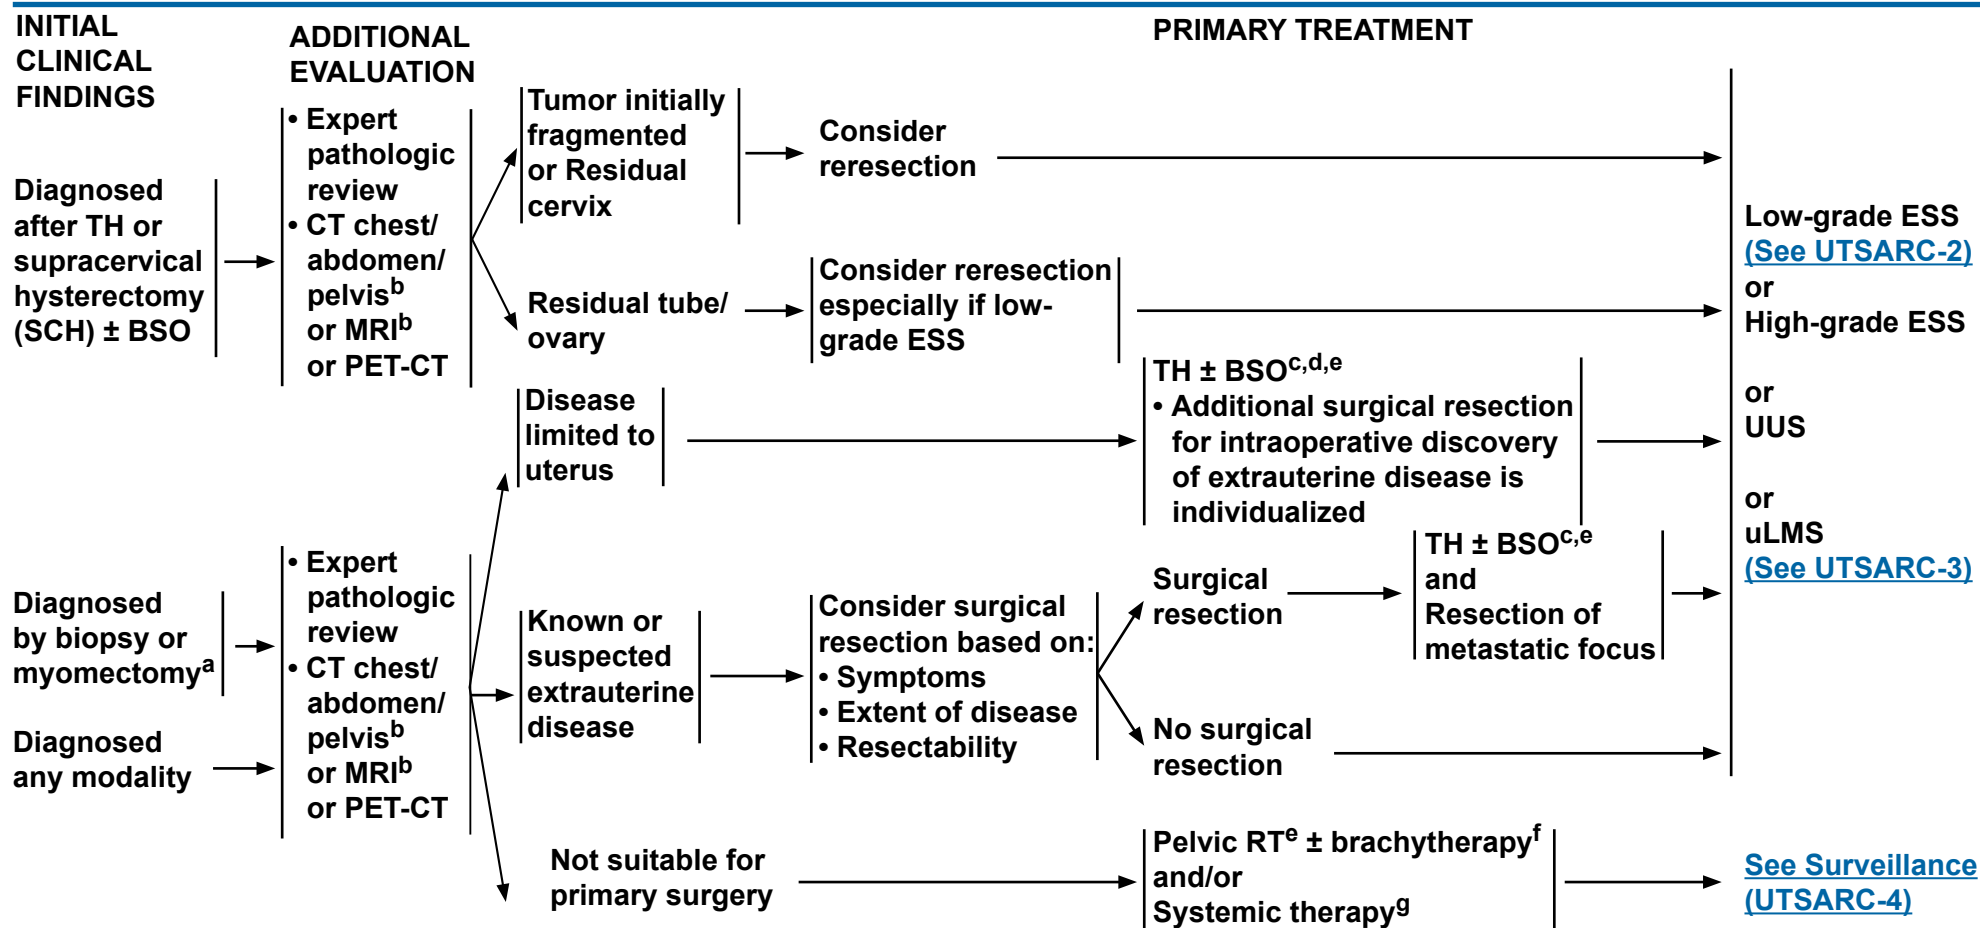 INITIAL
CLINICAL
FINDINGS
ADDITIONAL
EVALUATION
PRIMARY TREATMENT
Diagnosed
after TH or
supracervical
hysterectomy
(SCH) ± BSO
• Expert
pathologic
review
• CT chest/
abdomen/
pelvisb
or MRIb
or PET-CT
Tumor initially
fragmented
or Residual
cervix
Consider
reresection
Residual tube/
ovary
Consider reresection
especially if low-
grade ESS
Diagnosed
by biopsy or
myomectomya
Diagnosed
any modality
• Expert
pathologic
review
• CT chest/
abdomen/
pelvisb
or MRIb
or PET-CT
Disease
limited to
uterus
TH ± BSOc,d,e
• Additional surgical resection
for intraoperative discovery
of extrauterine disease is
individualized
Known or
suspected
extrauterine
disease
Consider surgical
resection based on:
• Symptoms
• Extent of disease
• Resectability
Surgical
resection
TH ± BSOc,e
and
Resection of
metastatic focus
No surgical
resection
Low-grade ESS
(See UTSARC-2)
or
High-grade ESS
or
UUS
or
uLMS
(See UTSARC-3)
Not suitable for
primary surgery
Pelvic RTe ± brachytherapyf
and/or
Systemic therapyg
See Surveillance
(UTSARC-4)